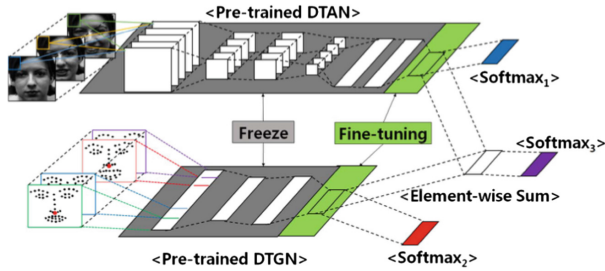 <Pre-trained DTAN>
<Softmax1>
Freeze
Fine-tuning
<Softmax3>
<Element-wise Sum>
<Pre-trained DTGN>
<Softmax2>